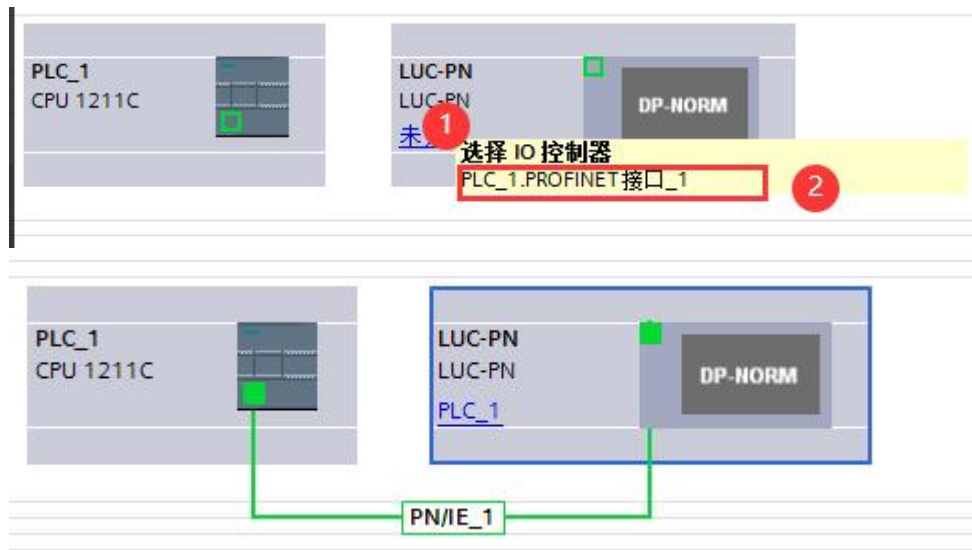 PLC_1
CPU 1211C
LUC-PN
LUC-PN
DP-NORM
未
1
选择 IO 控制器
PLC_1.PROFINET接口_1
2
PLC_1
CPU 1211C
LUC-PN
LUC-PN
DP-NORM
PLC_1
PN/IE_1